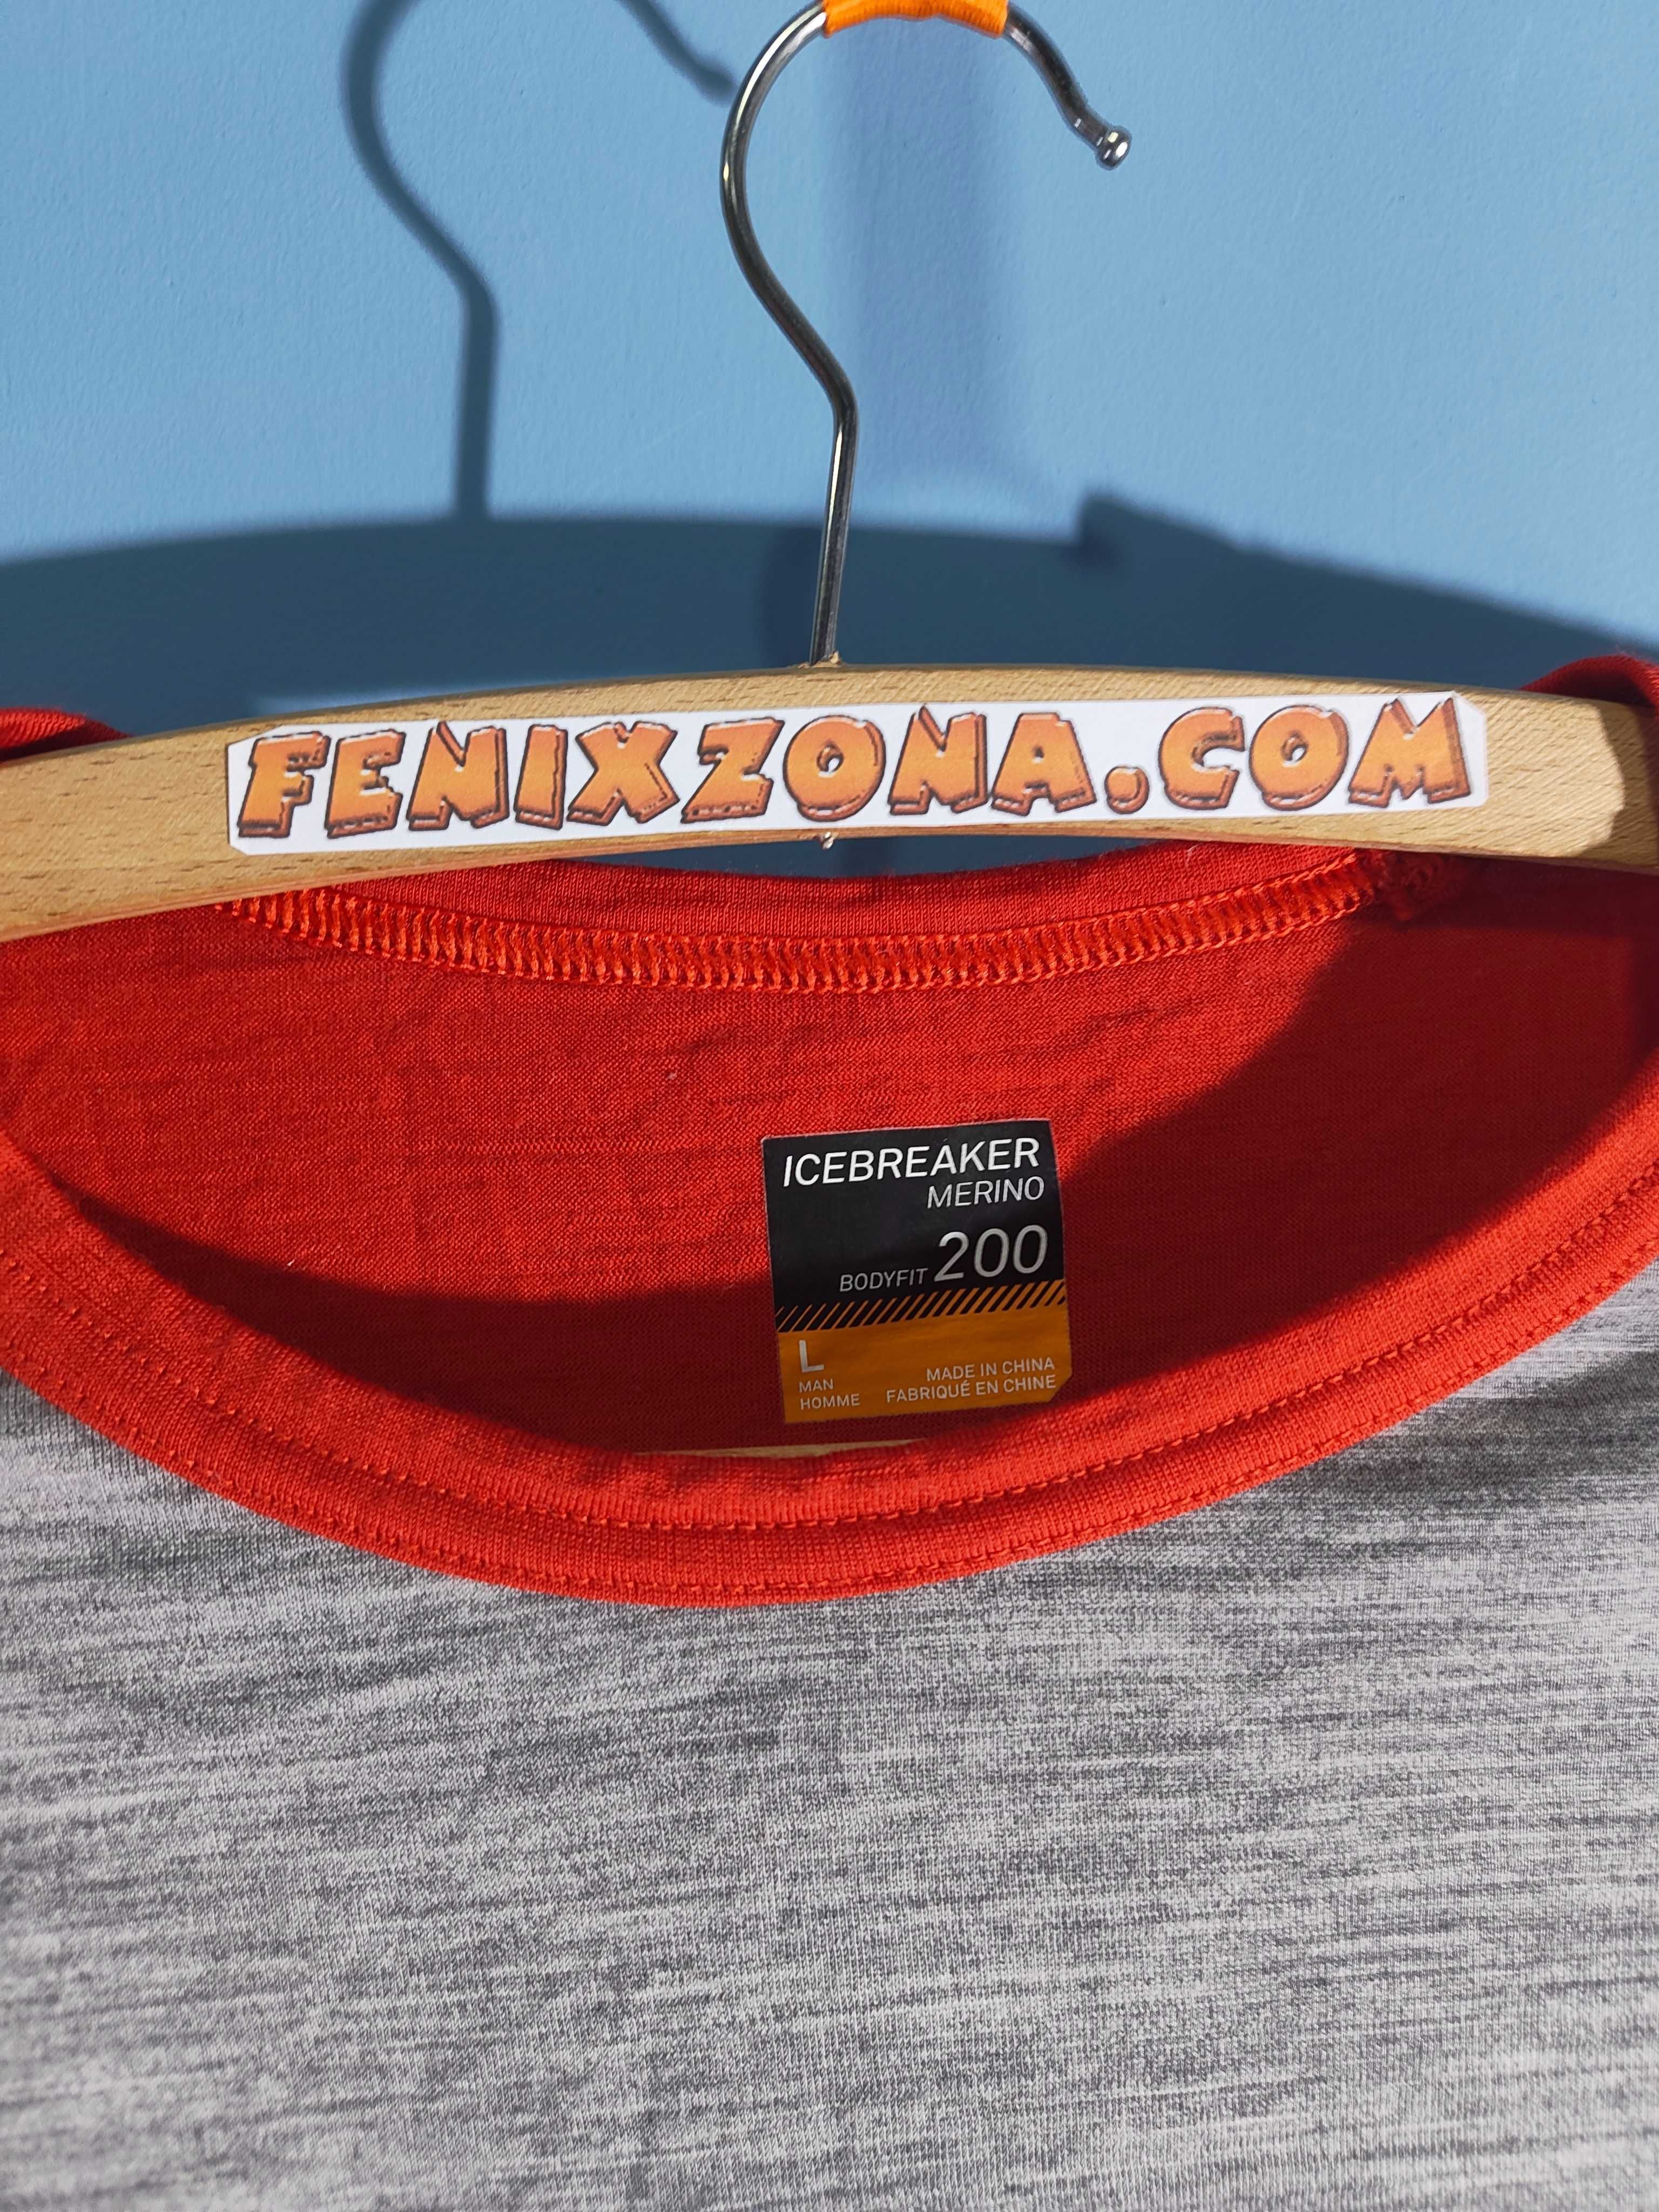 FENIXZONA.COM
ICEBREAKER
MERINO
BODYFIT 200
L
MAN
HOMME
MADE IN CHINA
FABRIQUÉ EN CHINE